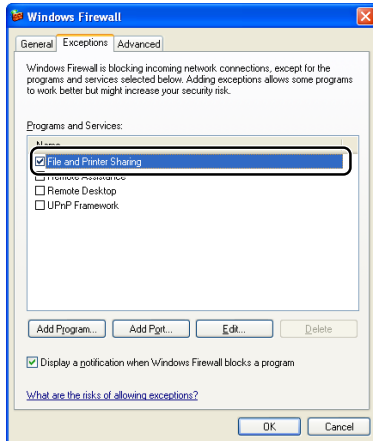 Windows Firewall
General Exceptions Advanced
Windows Firewall is blocking incoming network connections, except for the
programs and services selected below. Adding exceptions allows some programs
to work better but might increase your security risk.
Programs and Services:
Name
File and Printer Sharing
Remote Assistance
Remote Desktop
UPnP Framework
Add Program... Add Port... Edit... Delete
Display a notification when Windows Firewall blocks a program
What are the risks of allowing exceptions?
OK Cancel